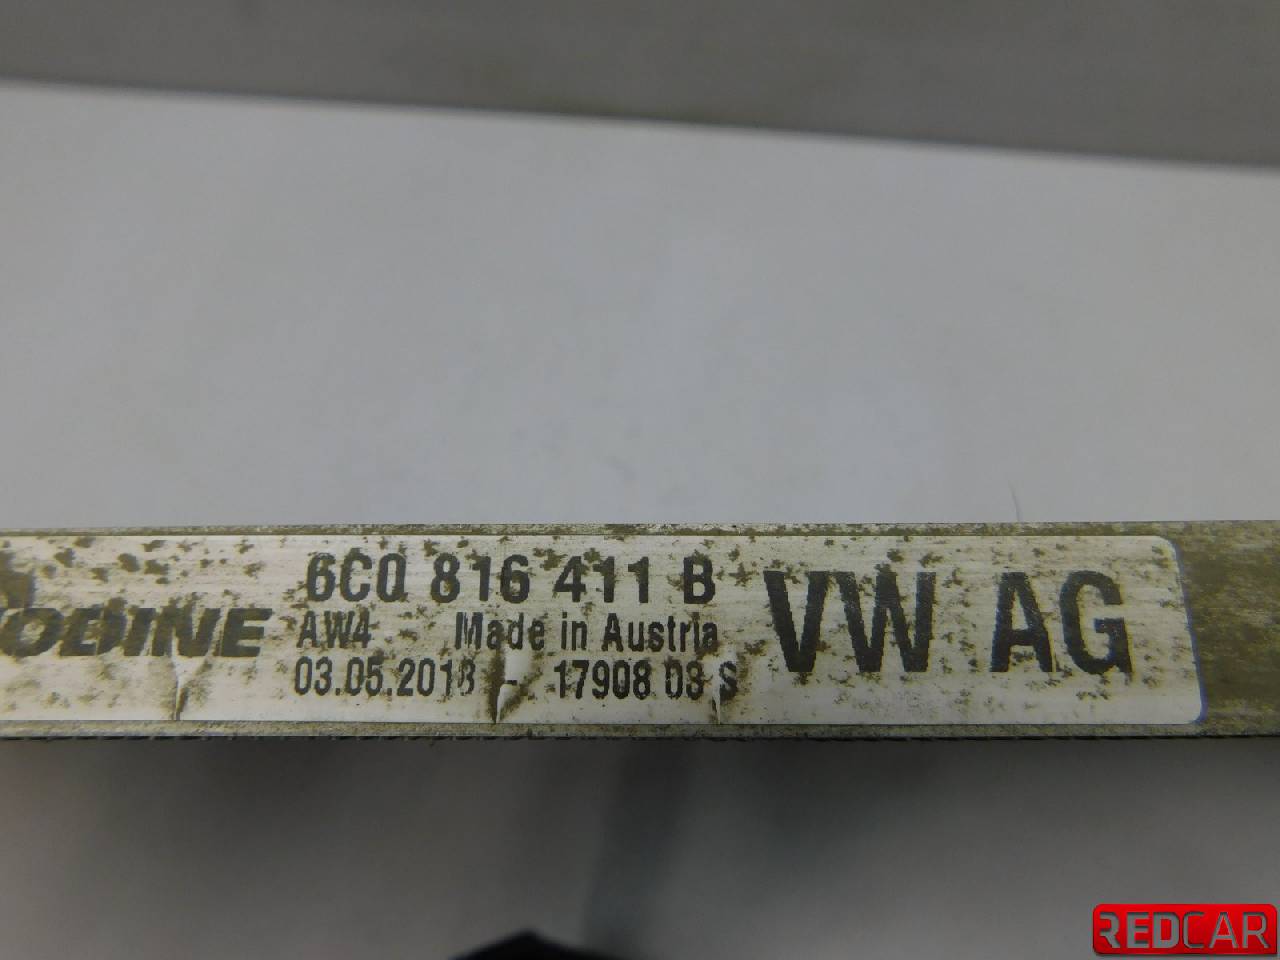 6C0 816 411 B
ODINE
AW4 Made in Austria
03.05.2018 - 17908 08 S
VW AG
REDCAR